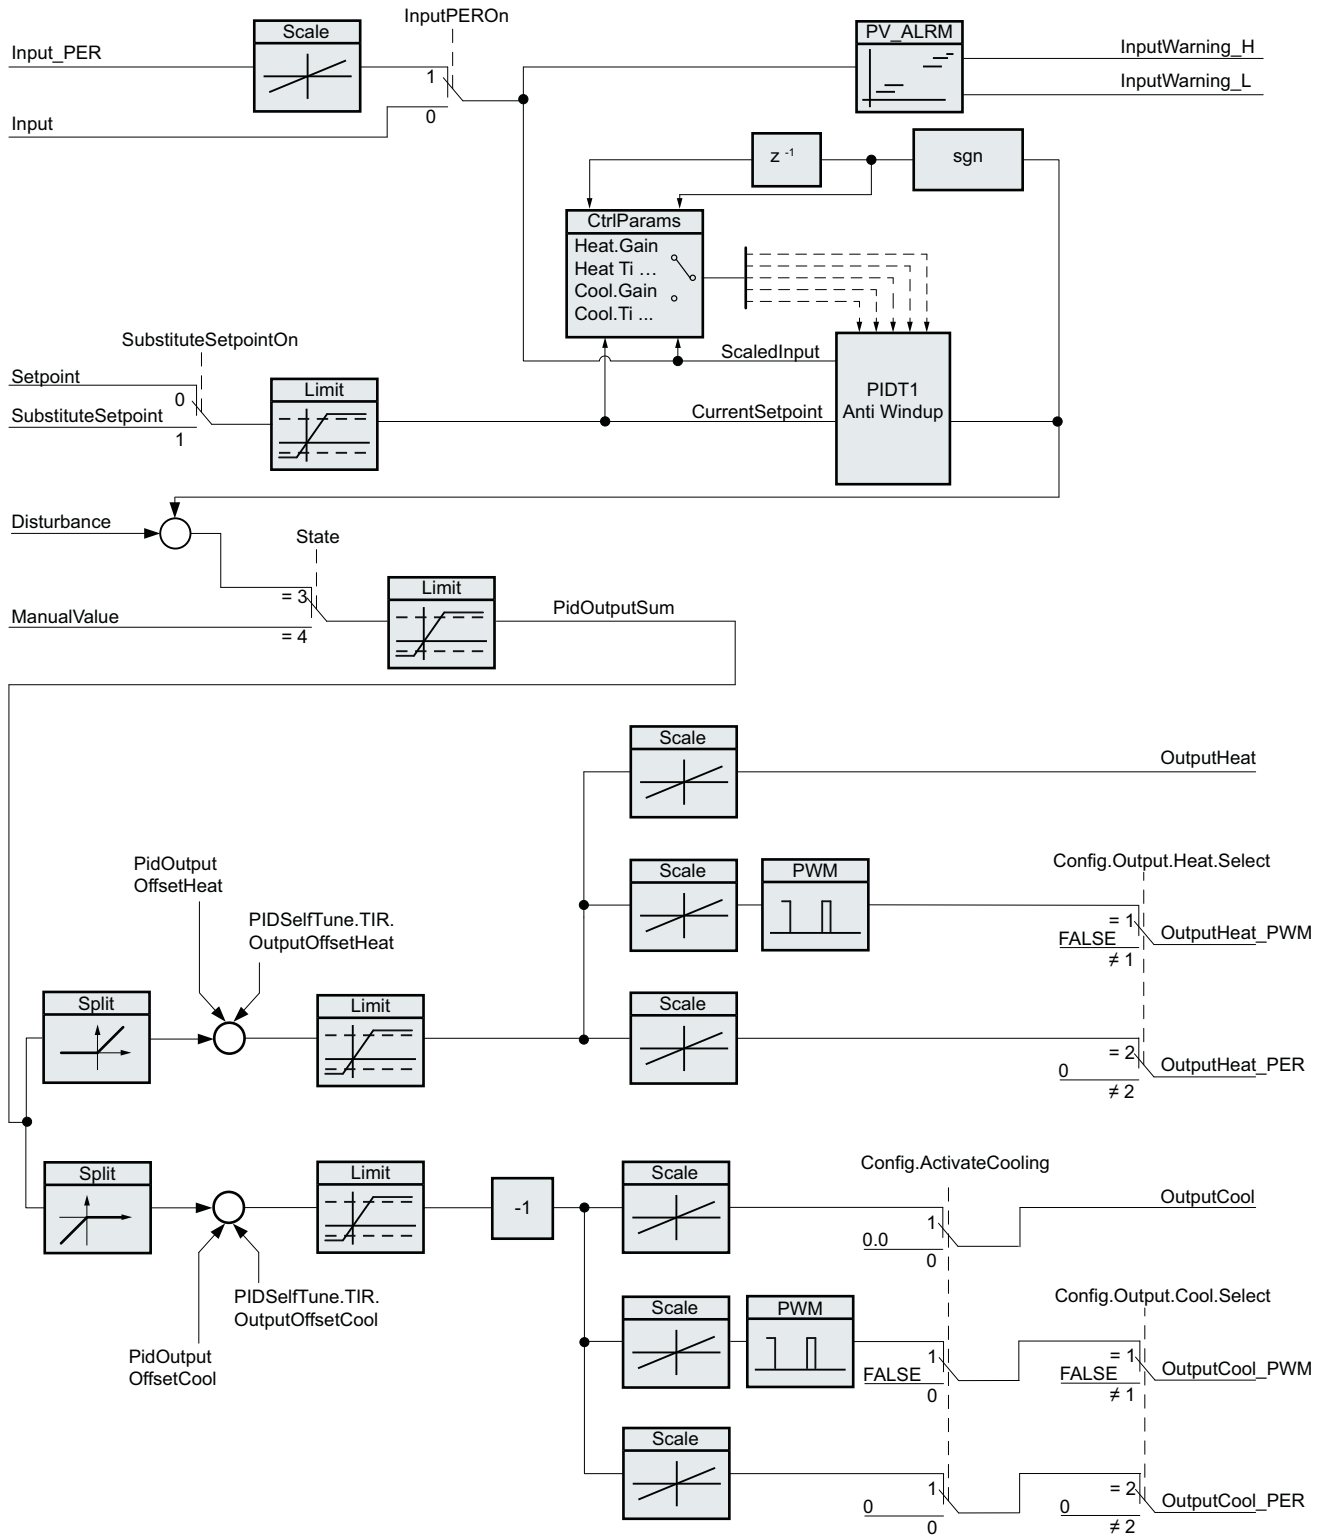 InputPEROn
Scale
PV_ALRM
Input_PER
InputWarning_H
1
InputWarning_L
Input
0
z -1
sgn
CtrlParams
Heat.Gain
Heat Ti ...
Cool.Gain
Cool.Ti ...
SubstituteSetpointOn
ScaledInput
Setpoint
0
Limit
PIDT1
Anti Windup
SubstituteSetpoint
CurrentSetpoint
1
Disturbance
State
Limit
= 3
PidOutputSum
ManualValue
= 4
Scale
OutputHeat
PidOutput
OffsetHeat
Scale
PWM
Config.Output.Heat.Select
PIDSelfTune.TIR.
OutputOffsetHeat
= 1
FALSE
OutputHeat_PWM
≠ 1
Split
Limit
Scale
= 2
0
OutputHeat_PER
≠ 2
Split
Limit
Scale
Config.ActivateCooling
-1
OutputCool
1
0.0
0
PIDSelfTune.TIR.
OutputOffsetCool
PidOutput
OffsetCool
Scale
PWM
Config.Output.Cool.Select
1
FALSE
0
= 1
FALSE
OutputCool_PWM
≠ 1
Scale
1
0
0
= 2
0
OutputCool_PER
≠ 2